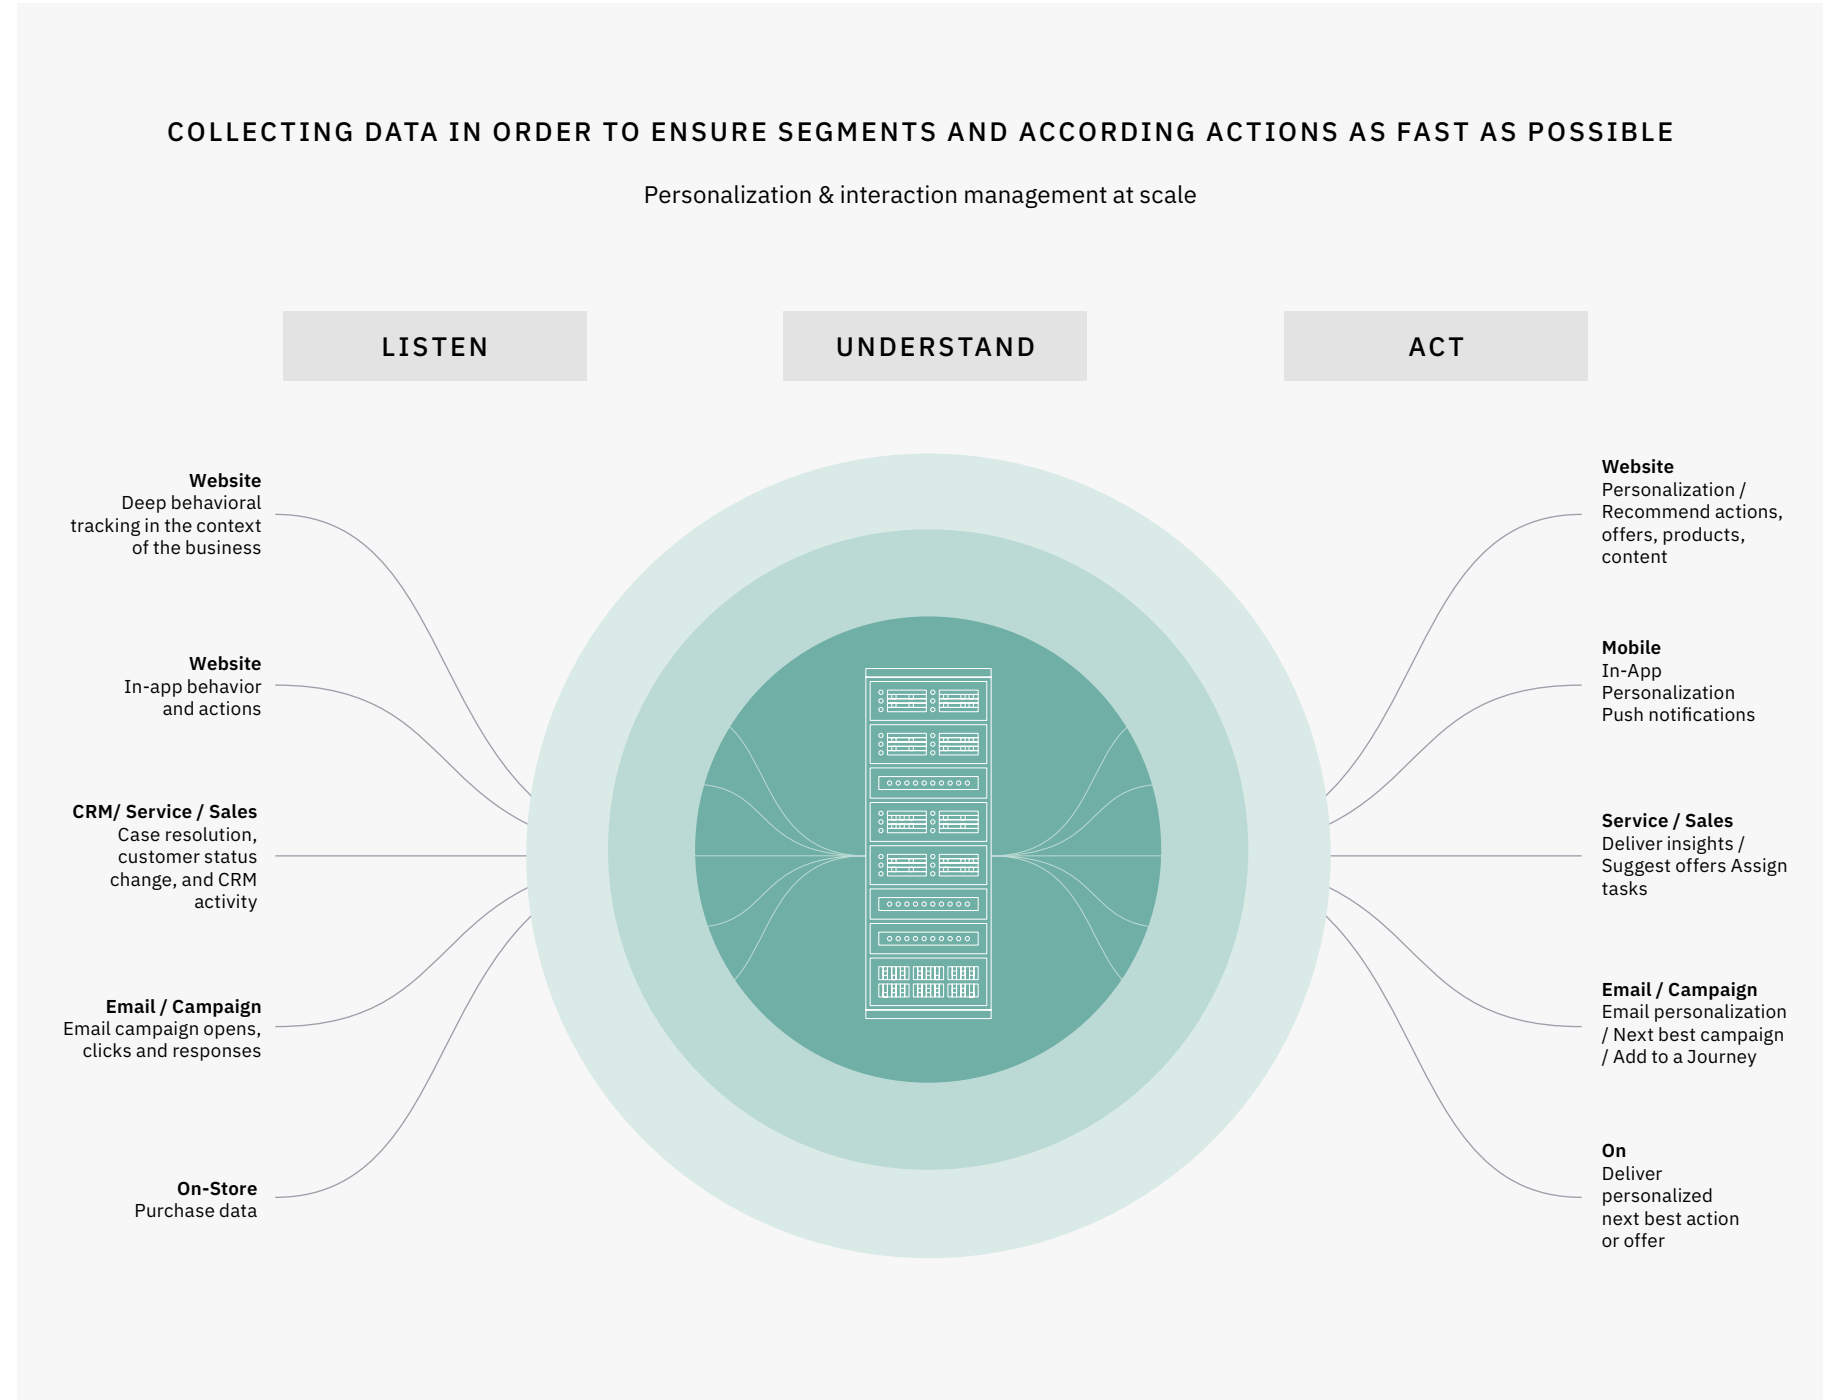 COLLECTING DATA IN ORDER TO ENSURE SEGMENTS AND ACCORDING ACTIONS AS FAST AS POSSIBLE
Personalization & interaction management at scale
LISTEN
UNDERSTAND
ACT
Website
Deep behavioral
tracking in the context
of the business
Website
In-app behavior
and actions
CRM/ Service / Sales
Case resolution,
customer status
change, and CRM
activity
Email / Campaign
Email campaign opens,
clicks and responses
On-Store
Purchase data
Website
Personalization /
Recommend actions,
offers, products,
content
Mobile
In-App
Personalization
Push notifications
Service / Sales
Deliver insights /
Suggest offers Assign
tasks
Email / Campaign
Email personalization
/ Next best campaign
/ Add to a Journey
On
Deliver
personalized
next best action
or offer